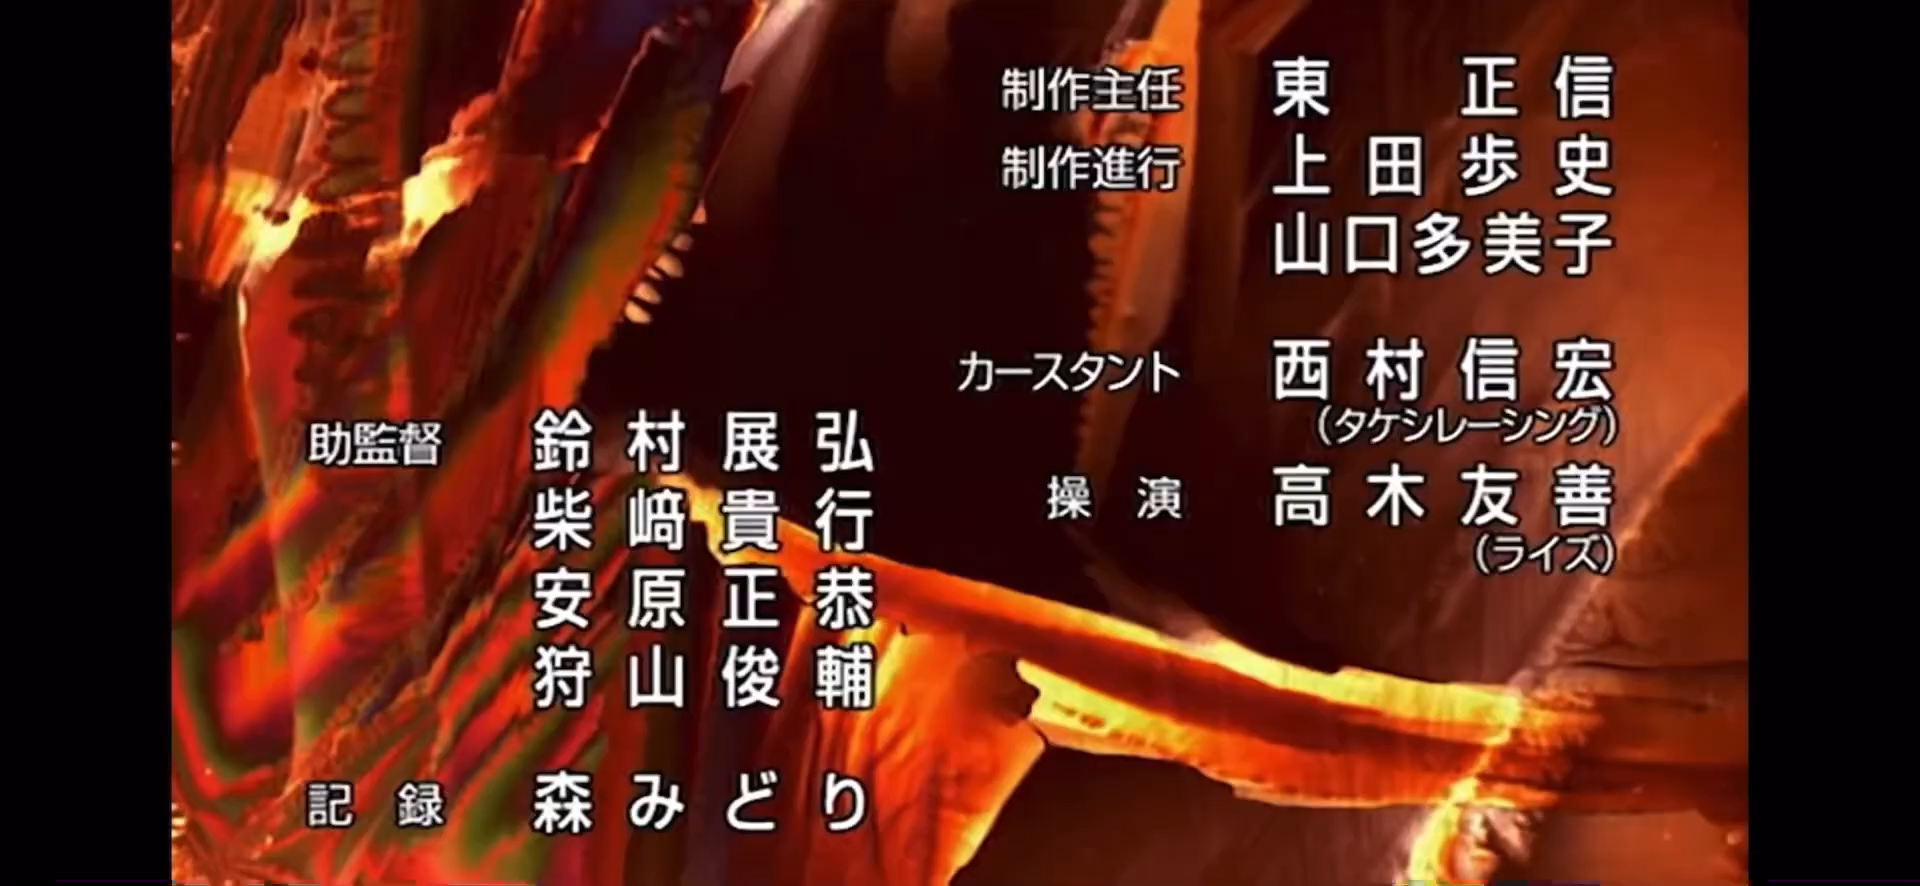 助監督 鈴村展弘
柴﨑貴行
安原正恭
狩山俊輔
記録 森みどり
制作主任 東 正信
制作進行 上田歩史
山口多美子
カースタント 西村信宏
(タケシレーシング)
操演 高木友善
(ライズ)